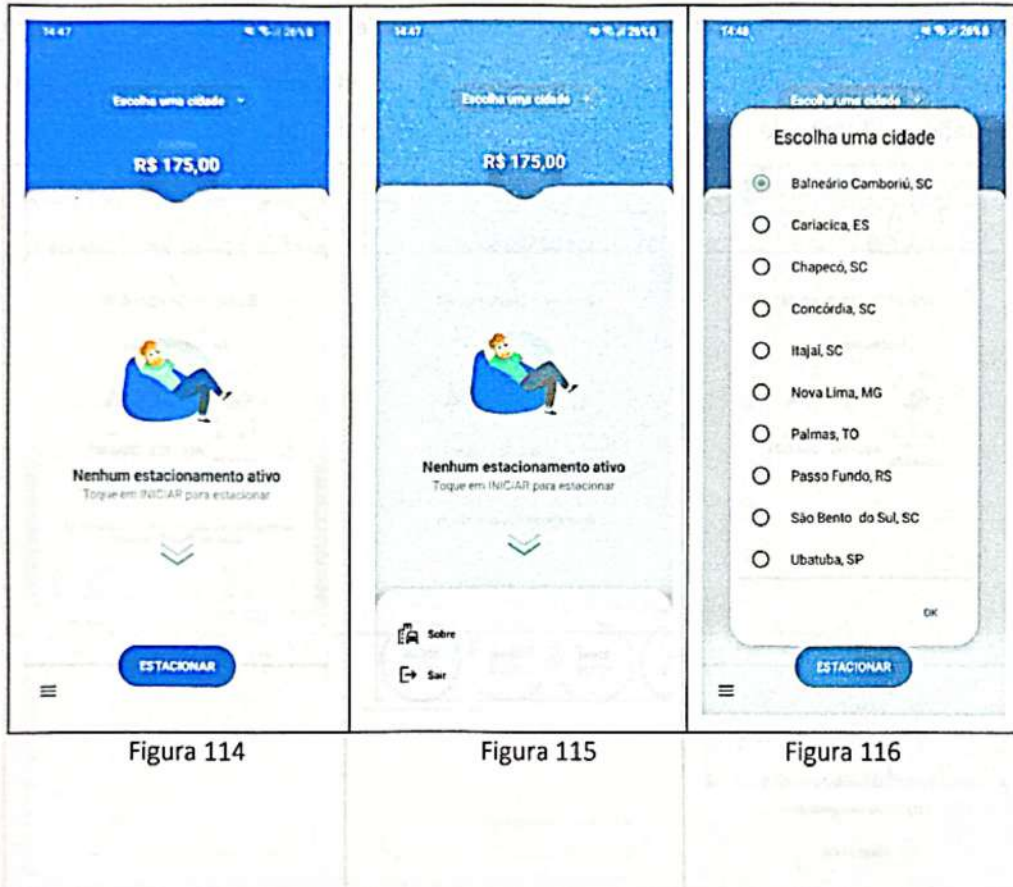 14:47
Escolha uma cidade
R$ 175,00
Nenhum estacionamento ativo
Toque em INICIAR para estacionar
ESTACIONAR
Figura 114
14:47
Escolha uma cidade
R$ 175,00
Nenhum estacionamento ativo
Toque em INICIAR para estacionar
Sobre
Sair
Figura 115
14:48
Escolha uma cidade
Escolha uma cidade
Balneário Camboriú, SC
Cariacica, ES
Chapecó, SC
Concórdia, SC
Itajaí, SC
Nova Lima, MG
Palmas, TO
Passo Fundo, RS
São Bento do Sul, SC
Ubatuba, SP
OK
ESTACIONAR
Figura 116